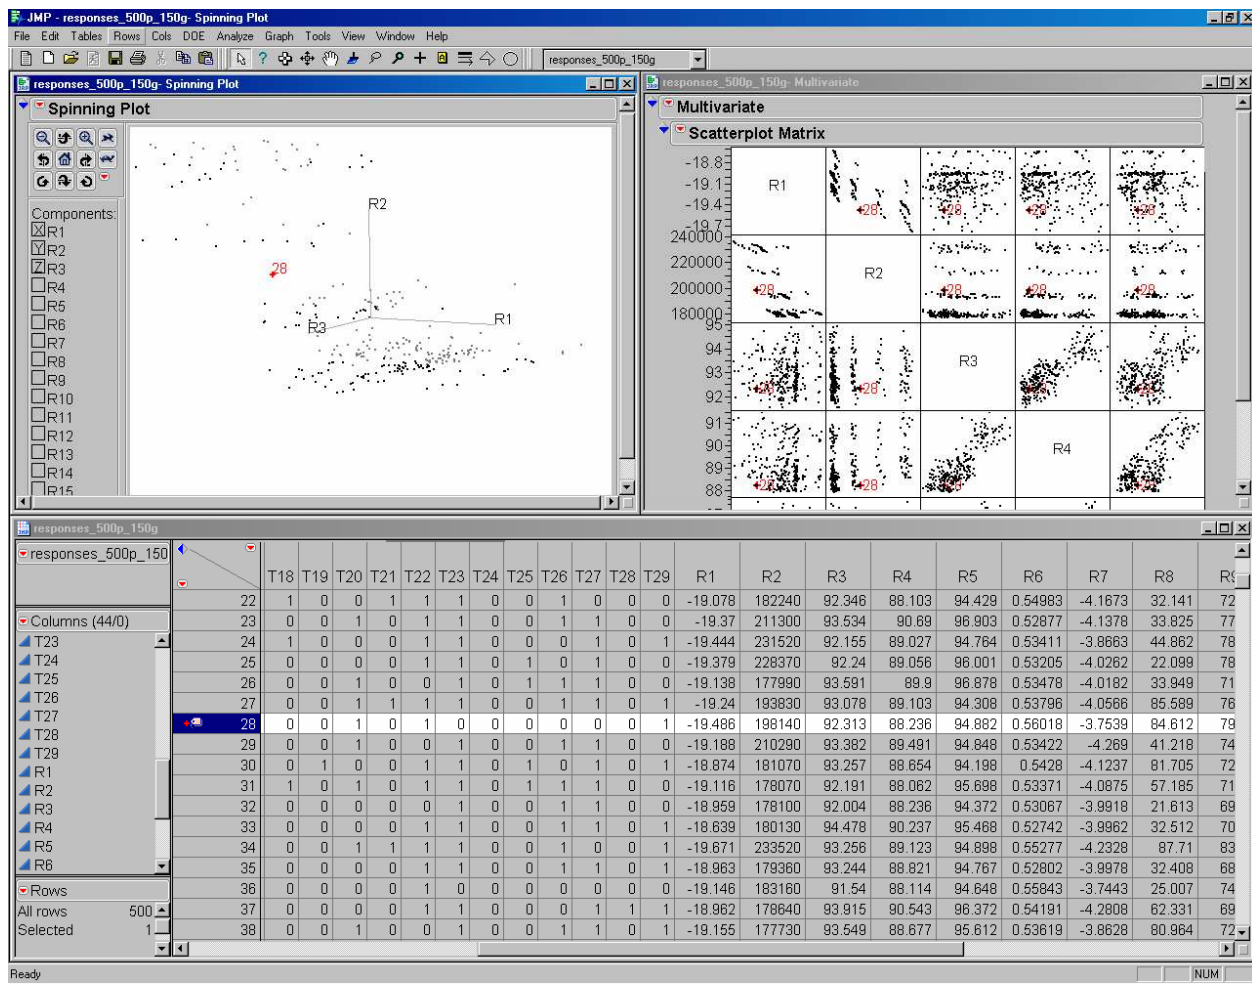 JMP - responses_500p_150g- Spinning Plot
File Edit Tables Rows Cols DOE Analyze Graph Tools View Window Help
responses_500p_150g
responses_500p_150g- Spinning Plot
Spinning Plot
Components:
R1
R2
R3
R4
R5
R6
R7
R8
R9
R10
R11
R12
R13
R14
R15
R2
28
R3
R1
responses_500p_150g- Multivariate
Multivariate
Scatterplot Matrix
-18.8
-19.1
-19.4
-19.7
R1
28 28 28 28
240000
220000
200000
180000
28
R2
28 28 28
95
94
93
92
28 28
R3
28 28
91
90
89
88
28 28 28
R4
28
responses_500p_150g
responses_500p_150
Columns (44/0)
T23
T24
T25
T26
T27
T28
T29
R1
R2
R3
R4
R5
R6
Rows
All rows 500
Selected 1
T18 T19 T20 T21 T22 T23 T24 T25 T26 T27 T28 T29 R1 R2 R3 R4 R5 R6 R7 R8 R9
22 1 0 0 1 1 1 0 0 1 0 0 0 -19.078 182240 92.346 88.103 94.429 0.54983 -4.1673 32.141 72
23 0 0 1 0 1 1 0 0 1 1 0 0 -19.37 211300 93.534 90.69 96.903 0.52877 -4.1378 33.825 77
24 1 0 0 0 1 1 0 0 0 1 0 1 -19.444 231520 92.155 89.027 94.764 0.53411 -3.8663 44.862 78
25 0 0 0 0 1 1 0 1 0 1 0 1 -19.379 228370 92.24 89.056 96.001 0.53205 -4.0262 22.099 78
26 0 0 1 0 0 1 0 1 1 1 0 0 -19.138 177990 93.591 89.9 96.878 0.53478 -4.0182 33.949 71
27 0 0 1 1 1 1 0 0 1 1 0 0 -19.24 193830 93.078 89.103 94.308 0.53796 -4.0566 85.589 76
28 0 0 1 0 1 0 0 0 0 0 0 1 -19.486 198140 92.313 88.236 94.882 0.56018 -3.7539 84.612 79
29 0 0 1 0 0 1 0 0 1 1 0 0 -19.188 210290 93.382 89.491 94.848 0.53422 -4.269 41.218 74
30 0 1 0 0 1 1 0 1 0 1 0 0 -18.874 181070 93.257 88.654 94.198 0.5428 -4.1237 81.705 72
31 1 0 1 0 1 1 0 1 1 1 0 0 -19.116 178070 92.191 88.062 95.698 0.53371 -4.0875 57.185 71
32 0 0 0 0 0 1 0 0 1 1 0 0 -18.959 178100 92.004 88.236 94.372 0.53067 -3.9918 21.613 69
33 0 0 0 0 1 1 0 0 1 1 0 1 -18.639 180130 94.478 90.237 95.468 0.52742 -3.9962 32.512 70
34 0 0 1 1 1 1 0 0 1 0 0 1 -19.671 233520 93.256 89.123 94.898 0.55277 -4.2328 87.71 83
35 0 0 0 0 1 1 0 0 1 1 0 1 -18.963 179360 93.244 88.821 94.767 0.52802 -3.9978 32.408 68
36 0 0 0 0 1 0 0 0 0 0 0 1 -19.146 183160 91.54 88.114 94.648 0.55843 -3.7443 25.007 74
37 0 0 0 0 1 1 0 0 0 1 1 1 -18.962 178640 93.915 90.543 96.372 0.54191 -4.2808 62.331 69
38 0 0 1 0 0 1 0 0 1 1 0 1 -19.155 177730 93.549 88.677 95.612 0.53619 -3.8628 80.964 72
Ready
NUM